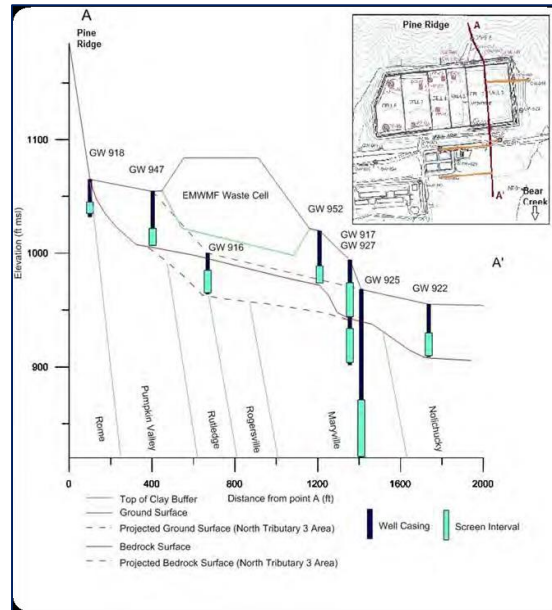 A
Pine
Ridge
Pine Ridge
A
A'
Bear
Creek
1100
1000
900
Elevation (ft msl)
GW 918
GW 947
EMWMF Waste Cell
GW 916
GW 952
GW 917
GW 927
GW 925
GW 922
A'
Rome
Pumpkin Valley
Rutledge
Rogersville
Maryville
Nolichucky
0
400
800
1200
1600
2000
Distance from point A (ft)
Top of Clay Buffer
Ground Surface
Projected Ground Surface (North Tributary 3 Area)
Bedrock Surface
Projected Bedrock Surface (North Tributary 3 Area)
Well Casing
Screen Interval